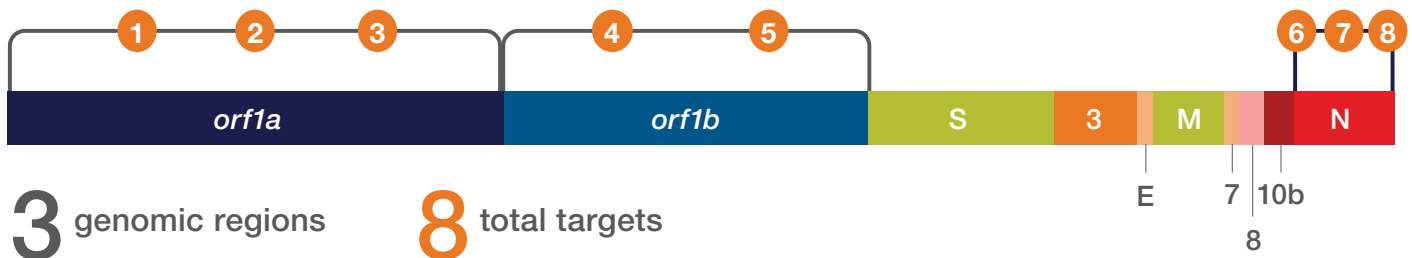 1 2 3 4 5 6 7 8
orf1a orf1b S 3 M N
E 7 10b
8
3 genomic regions 8 total targets